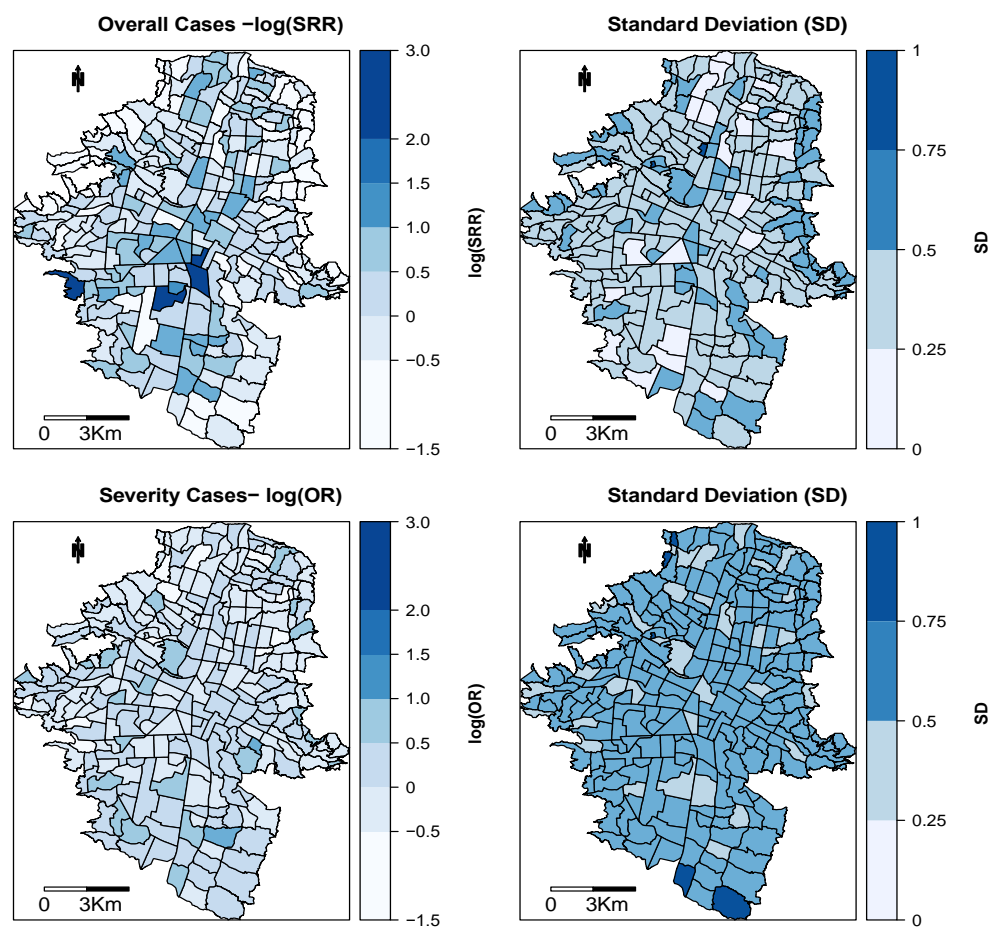 Overall Cases −log(SRR)
N
3.0
2.0
1.5
1.0
0.5
0
−0.5
−1.5
log(SRR)
0 3Km
Standard Deviation (SD)
N
1
0.75
0.5
0.25
0
SD
0 3Km
Severity Cases− log(OR)
N
3.0
2.0
1.5
1.0
0.5
0
−0.5
−1.5
log(OR)
0 3Km
Standard Deviation (SD)
N
1
0.75
0.5
0.25
0
SD
0 3Km